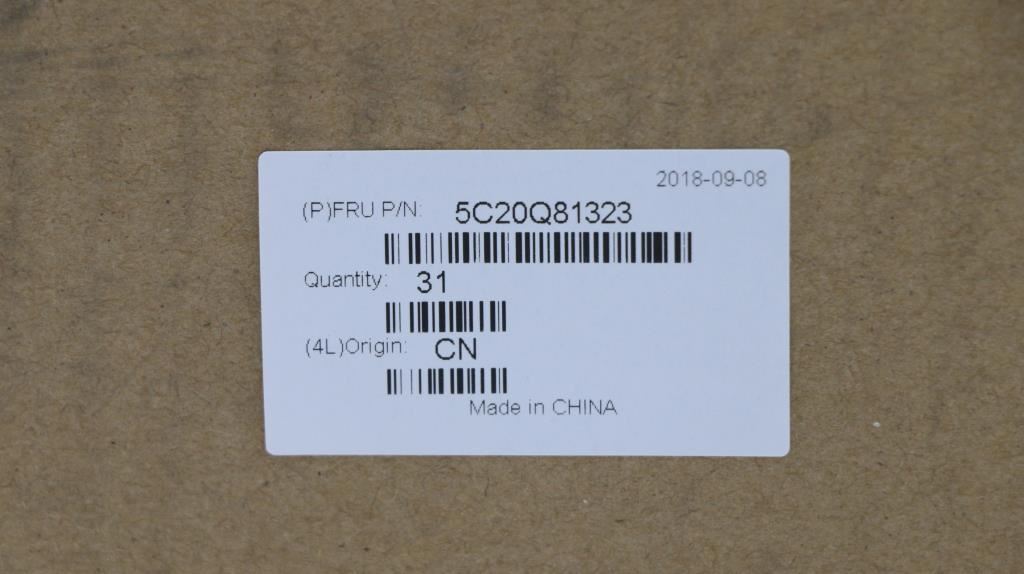 2018-09-08
(P)FRU P/N: 5C20Q81323
Quantity: 31
(4L)Origin: CN
Made in CHINA